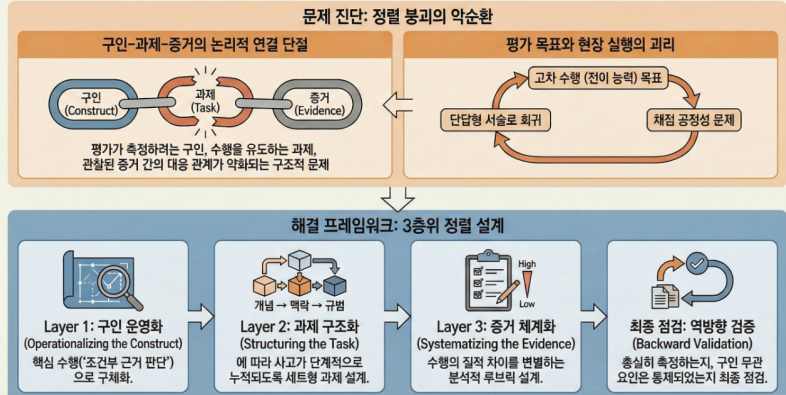 문제 진단: 정렬 붕괴의 악순환
구인-과제-증거의 논리적 연결 단절
구인
(Construct)
과제
(Task)
증거
(Evidence)
평가가 측정하려는 구인, 수행을 유도하는 과제,
관찰된 증거 간의 대응 관계가 약화되는 구조적 문제
평가 목표와 현장 실행의 괴리
고차 수행 (전이 능력) 목표
단답형 서술로 회귀
채점 공정성 문제
해결 프레임워크: 3층위 정렬 설계
Layer 1: 구인 운영화
(Operationalizing the Construct)
핵심 수행('조건부 근거 판단')
으로 구체화.
개념 → 맥락 → 규범
Layer 2: 과제 구조화
(Structuring the Task)
에 따라 사고가 단계적으로
누적되도록 세트형 과제 설계.
High
Low
Layer 3: 증거 체계화
(Systematizing the Evidence)
수행의 질적 차이를 변별하는
분석적 루브릭 설계.
최종 점검: 역방향 검증
(Backward Validation)
충실히 측정하는지, 구인 무관
요인은 통제되었는지 최종 점검.